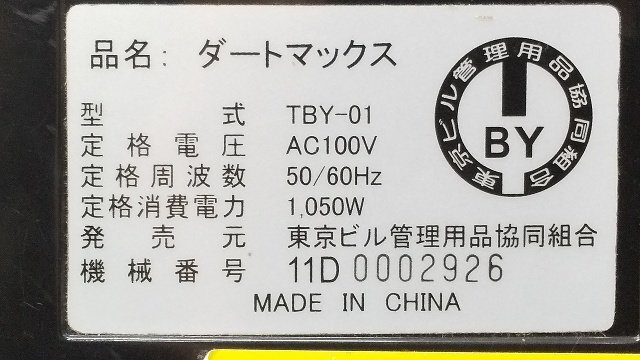 品名: ダートマックス
型式 TBY-01
定格電圧 AC100V
定格周波数 50/60Hz
定格消費電力 1,050W
発売元 東京ビル管理用品協同組合
機械番号 11D 0002926
MADE IN CHINA
東京ビル管理用品協同組合
BY